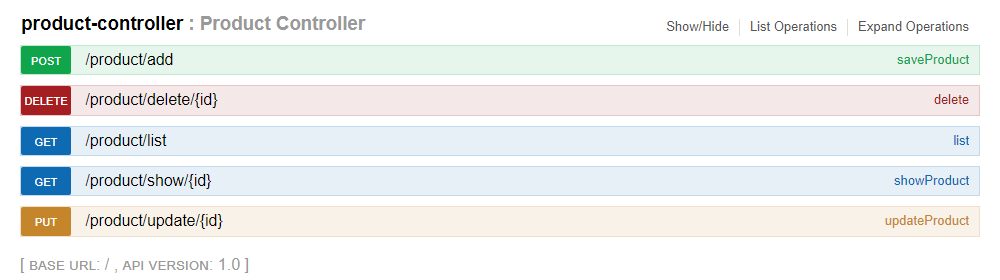 product-controller : Product Controller Show/Hide List Operations Expand Operations
POST /product/add saveProduct
DELETE /product/delete/{id} delete
GET /product/list list
GET /product/show/{id} showProduct
PUT /product/update/{id} updateProduct
[ BASE URL: / , API VERSION: 1.0 ]